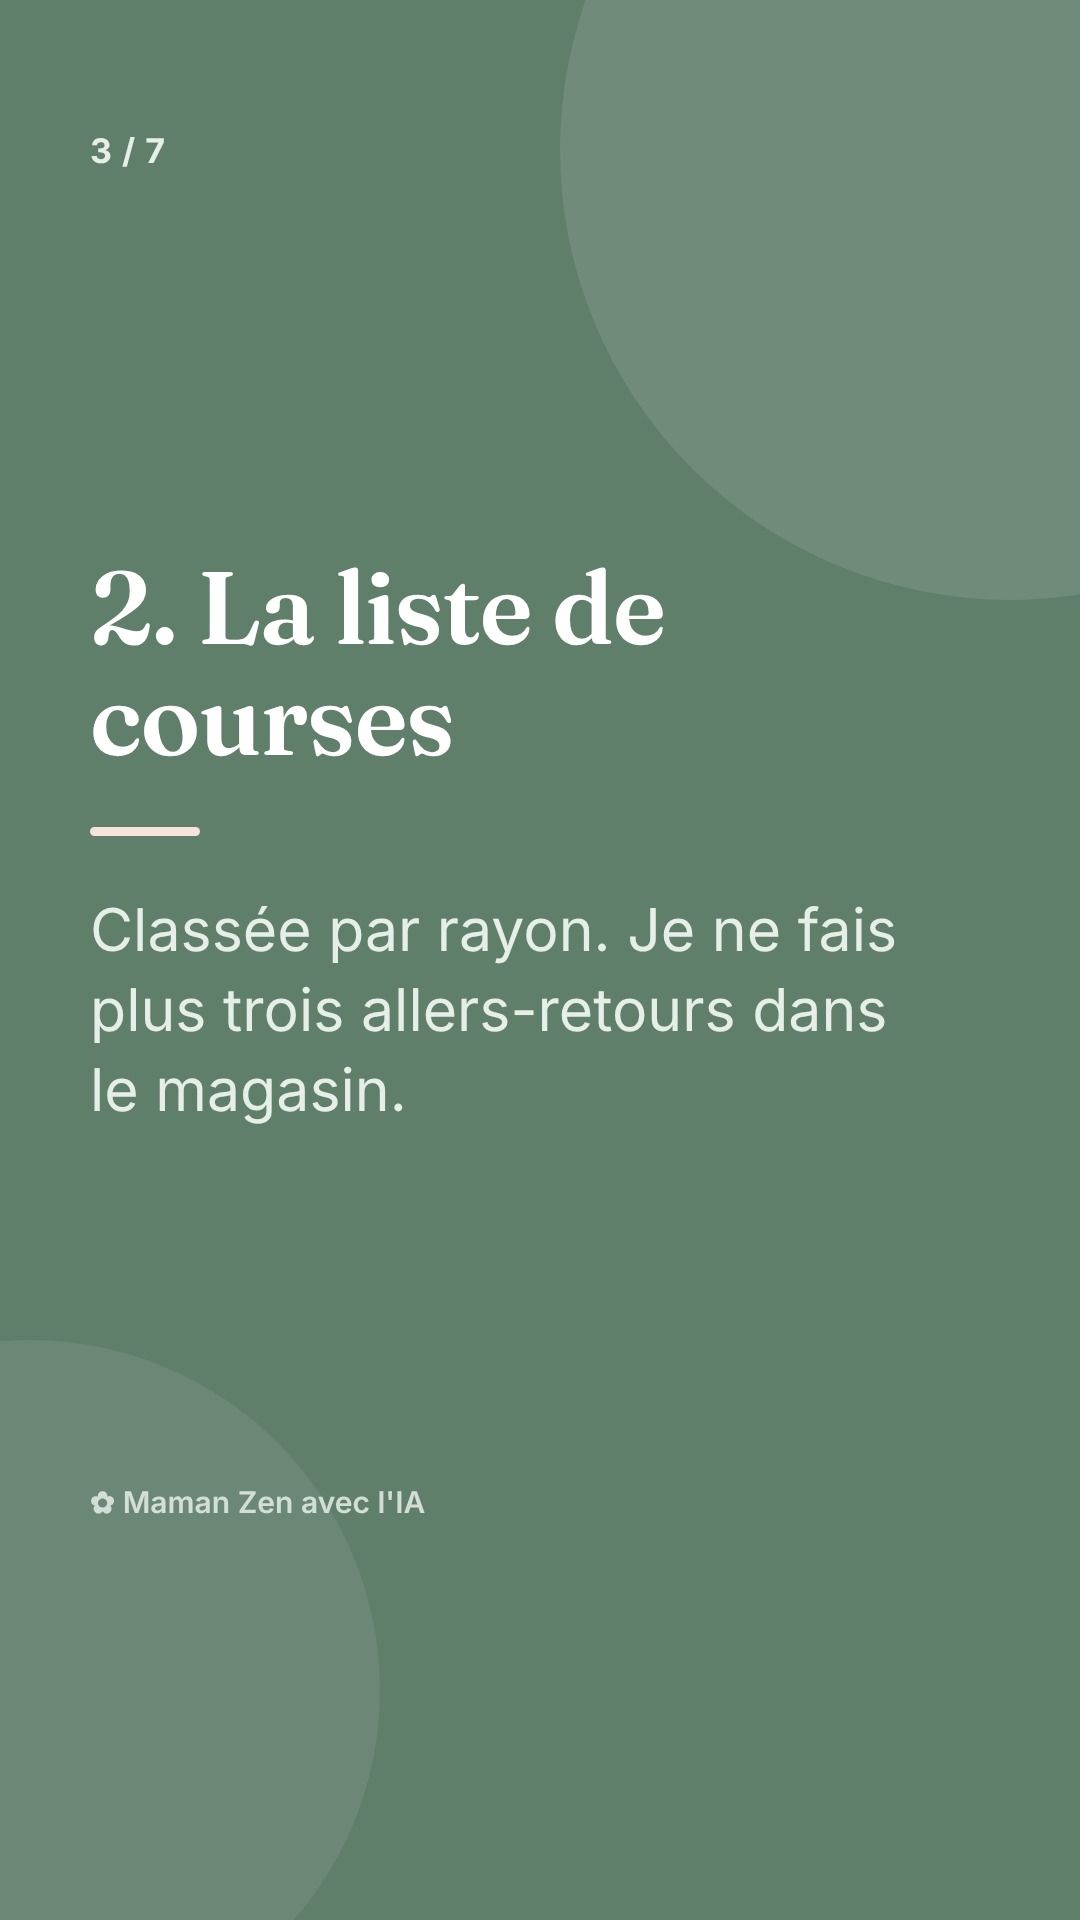 3 / 7
2. La liste de
courses
Classée par rayon. Je ne fais
plus trois allers-retours dans
le magasin.
✿ Maman Zen avec l'IA